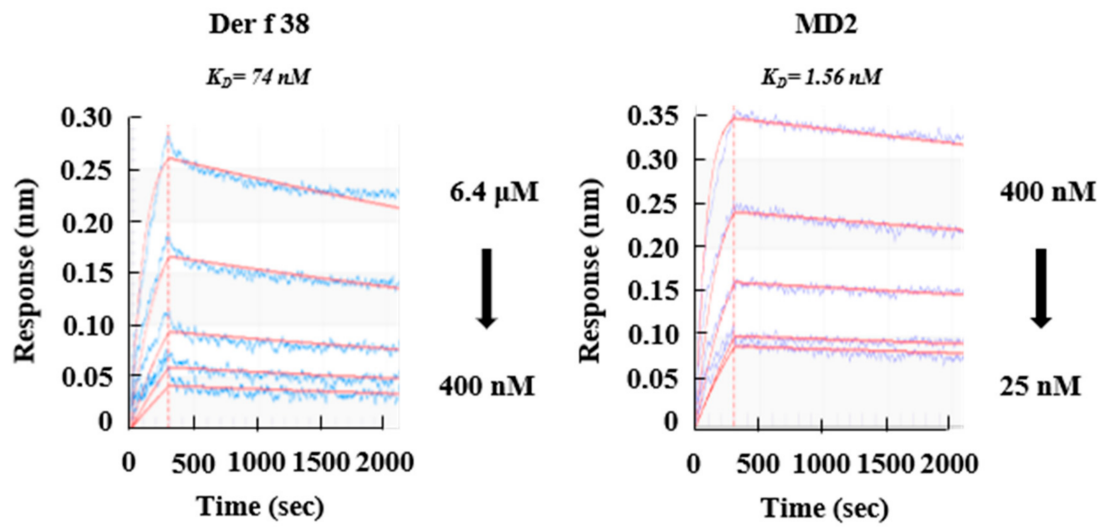 Der f 38
K_D= 74 nM
0.30
0.25
0.20
0.15
0.10
0.05
0
Response (nm)
0 500 1000 1500 2000
Time (sec)
6.4 μM
400 nM
MD2
K_D= 1.56 nM
0.35
0.30
0.25
0.20
0.15
0.10
0.05
0
Response (nm)
0 500 1000 1500 2000
Time (sec)
400 nM
25 nM